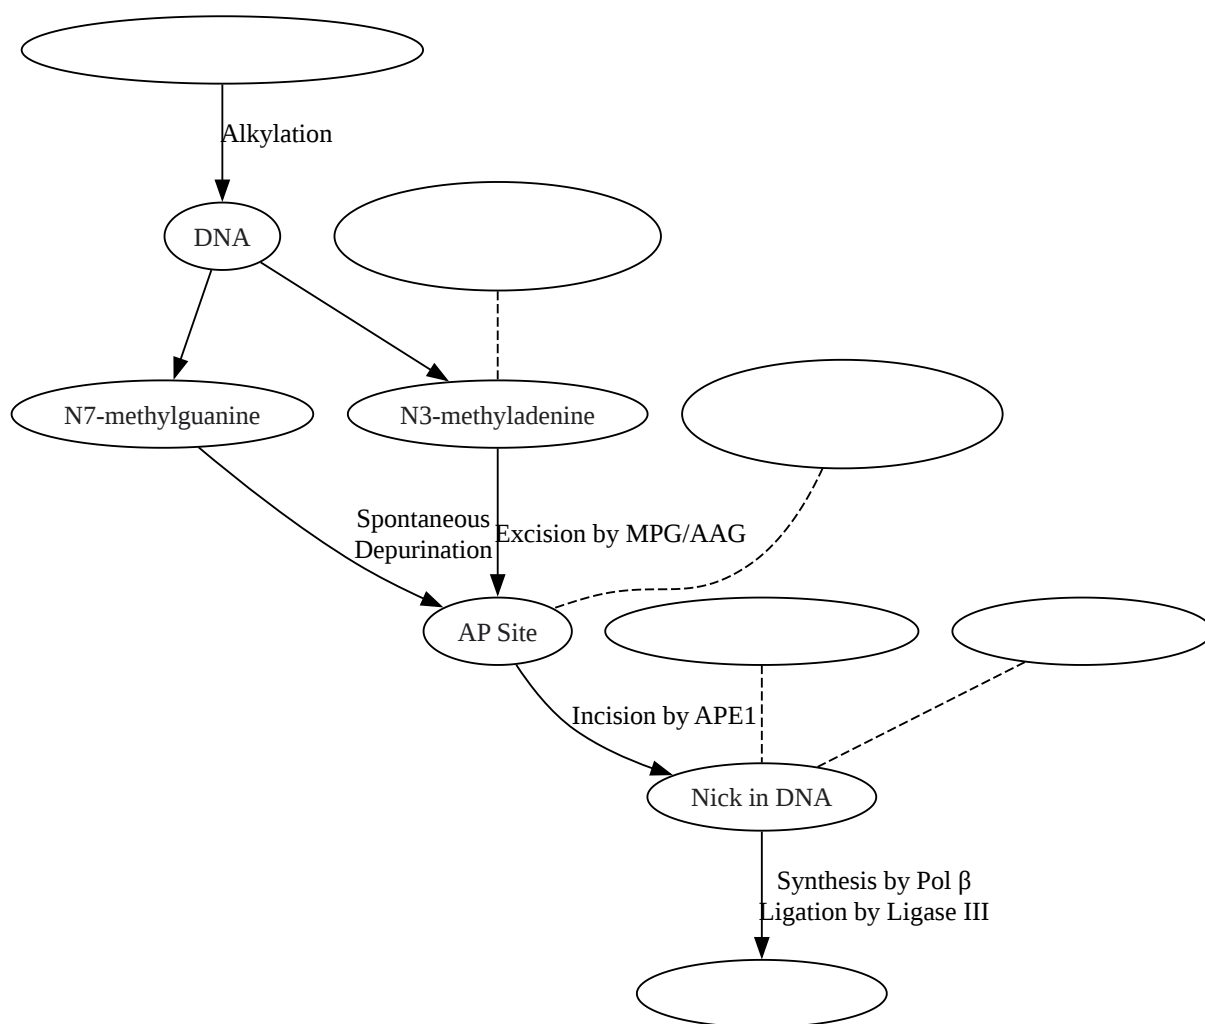 Alkylation
DNA
N7-methylguanine
N3-methyladenine
Spontaneous
Depurination
Excision by MPG/AAG
AP Site
Incision by APE1
Nick in DNA
Synthesis by Pol β
Ligation by Ligase III